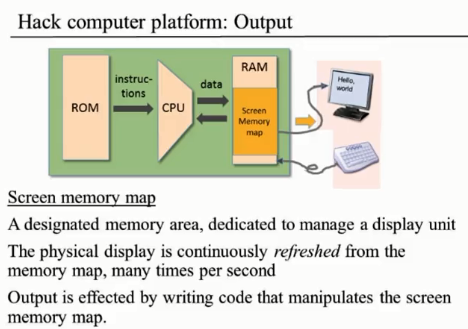 Hack computer platform: Output
instruc-
tions
data
RAM
ROM
CPU
Screen
Memory
map
Hello,
world
Screen memory map
A designated memory area, dedicated to manage a display unit
The physical display is continuously refreshed from the
memory map, many times per second
Output is effected by writing code that manipulates the screen
memory map.